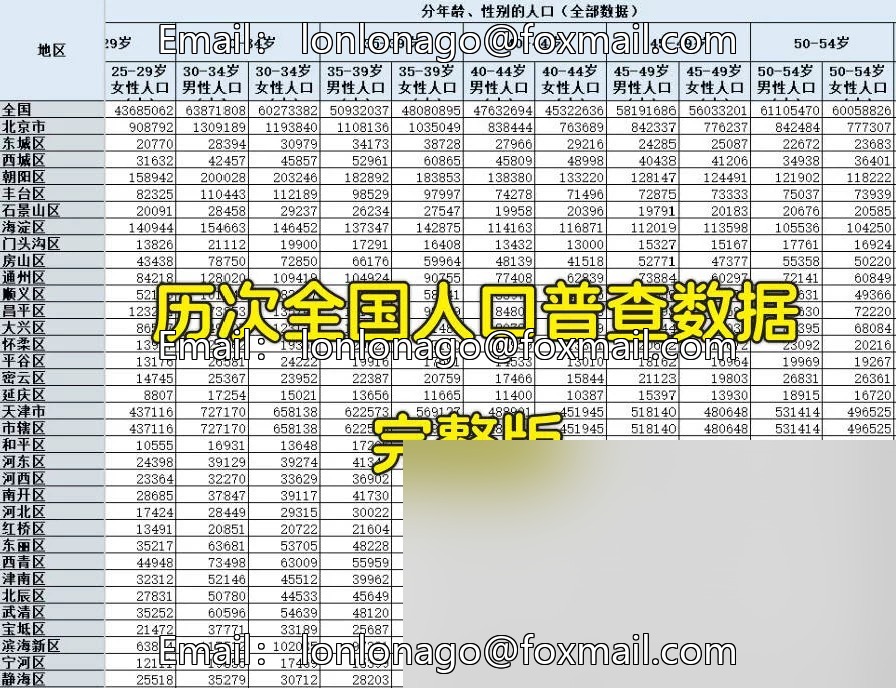 分年龄、性别的人口（全部数据）
地区 29岁 50-54岁
Email: lonlonago@foxmail.com
25-29岁 30-34岁 30-34岁 35-39岁 35-39岁 40-44岁 40-44岁 45-49岁 45-49岁 50-54岁 50-54岁
女性人口 男性人口 女性人口 男性人口 女性人口 男性人口 女性人口 男性人口 女性人口 男性人口 女性人口
全国 43685062 63871808 60273382 50932037 48080895 47632694 45322636 58191686 56033201 61105470 60058826
北京市 908792 1309189 1193840 1108136 1035049 838444 763689 842337 776237 842484 777307
东城区 20770 28394 30979 34173 38728 27966 29216 24285 25087 22672 23683
西城区 31632 42457 45857 52961 60865 45809 48998 40438 41206 34938 36401
朝阳区 158942 200028 203246 182892 183853 138380 133220 128147 124491 121902 118222
丰台区 82325 110443 112189 98529 97997 74278 71496 72875 73333 75037 73939
石景山区 20091 28458 29237 26234 27547 19958 20396 19791 20183 20676 20585
海淀区 140944 154663 146452 137347 142875 114163 116871 112019 113598 105536 104250
门头沟区 13826 21112 19900 17291 16408 13432 13000 15327 15167 17761 16924
房山区 43438 78750 72850 66176 59964 48139 41518 52771 47377 55358 50220
通州区 84218 128020 109419 104924 90755 77408 62839 73884 60297 72141 60849
顺义区 49366
昌平区 72220
大兴区 68084
历次全国人口普查数据
怀柔区 23092 20216
Email: lonlonago@foxmail.com
平谷区 13176 26581 24222 19916 13010 18162 16964 19969 19267
密云区 14745 25367 23952 22387 20759 17466 15844 21123 19803 26831 26361
延庆区 8807 17254 15021 13656 11665 11400 10387 15397 13930 18915 16720
天津市 437116 727170 658138 622573 451945 518140 480648 531414 496525
市辖区 437116 727170 658138 451945 518140 480648 531414 496525
完整版
和平区 10555 16931 13648
河东区 24398 39129 39274
河西区 23364 32270 33629 36902
南开区 28685 37847 39117 41730
河北区 17424 28449 29315 30022
红桥区 13491 20851 20722 21604
东丽区 35217 63681 53705 48228
西青区 44948 73498 63009 55959
津南区 32312 52146 45512 39962
北辰区 27831 50780 44533 45649
武清区 35252 60596 54639 48120
宝坻区 21472 37771 33189 25687
滨海新区
Email: lonlonago@foxmail.com
宁河区
静海区 25518 35279 30712 28203